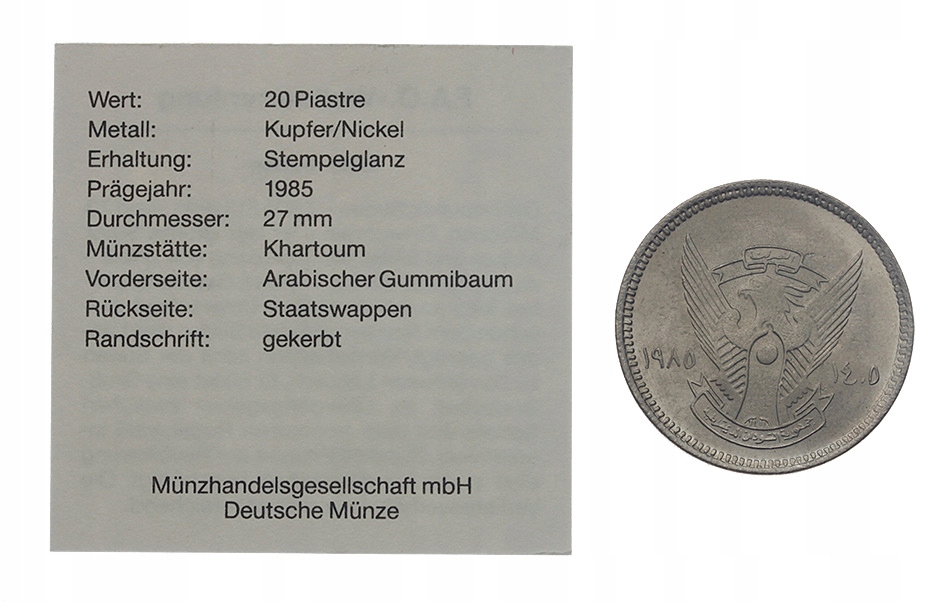 Wert: 20 Piastre
Metall: Kupfer/Nickel
Erhaltung: Stempelglanz
Prägejahr: 1985
Durchmesser: 27 mm
Münzstätte: Khartoum
Vorderseite: Arabischer Gummibaum
Rückseite: Staatswappen
Randschrift: gekerbt
Münzhandelsgesellschaft mbH
Deutsche Münze
١٩٨٥
١٤٠٥